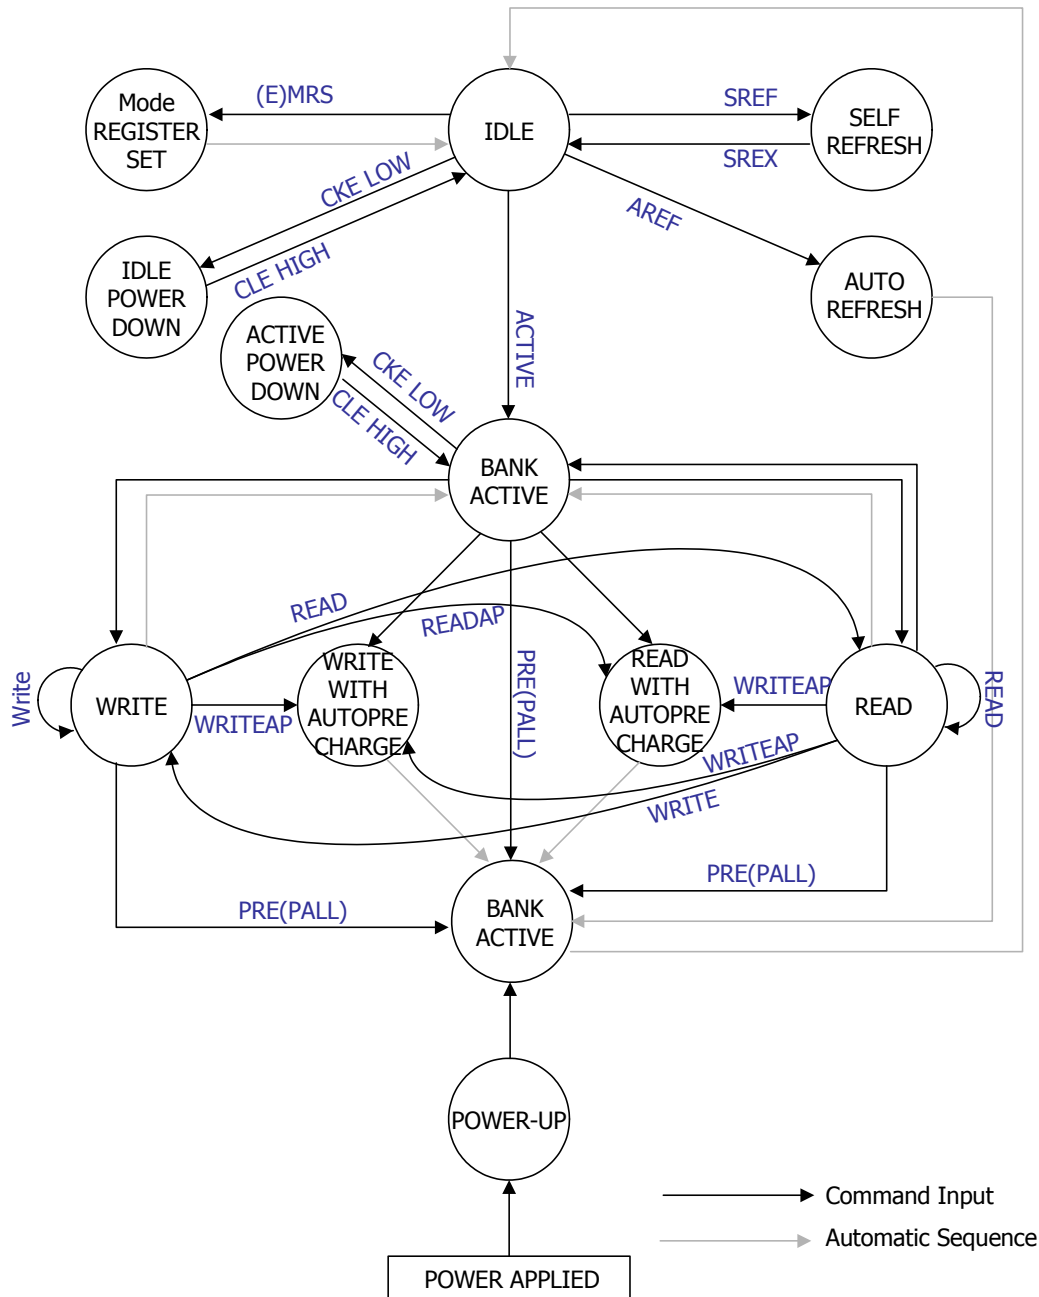 (E)MRS
Mode
REGISTER
SET
IDLE
SREF
SREX
SELF
REFRESH
CKE LOW
CLE HIGH
AREF
IDLE
POWER
DOWN
AUTO
REFRESH
ACTIVE
ACTIVE
POWER
DOWN
CKE LOW
CLE HIGH
BANK
ACTIVE
READ
READAP
Write
WRITE
WRITEAP
WRITE
WITH
AUTOPRE
CHARGE
PRE(PALL)
READ
WITH
AUTOPRE
CHARGE
WRITEAP
READ
READ
WRITEAP
WRITE
PRE(PALL)
PRE(PALL)
BANK
ACTIVE
POWER-UP
POWER APPLIED
Command Input
Automatic Sequence